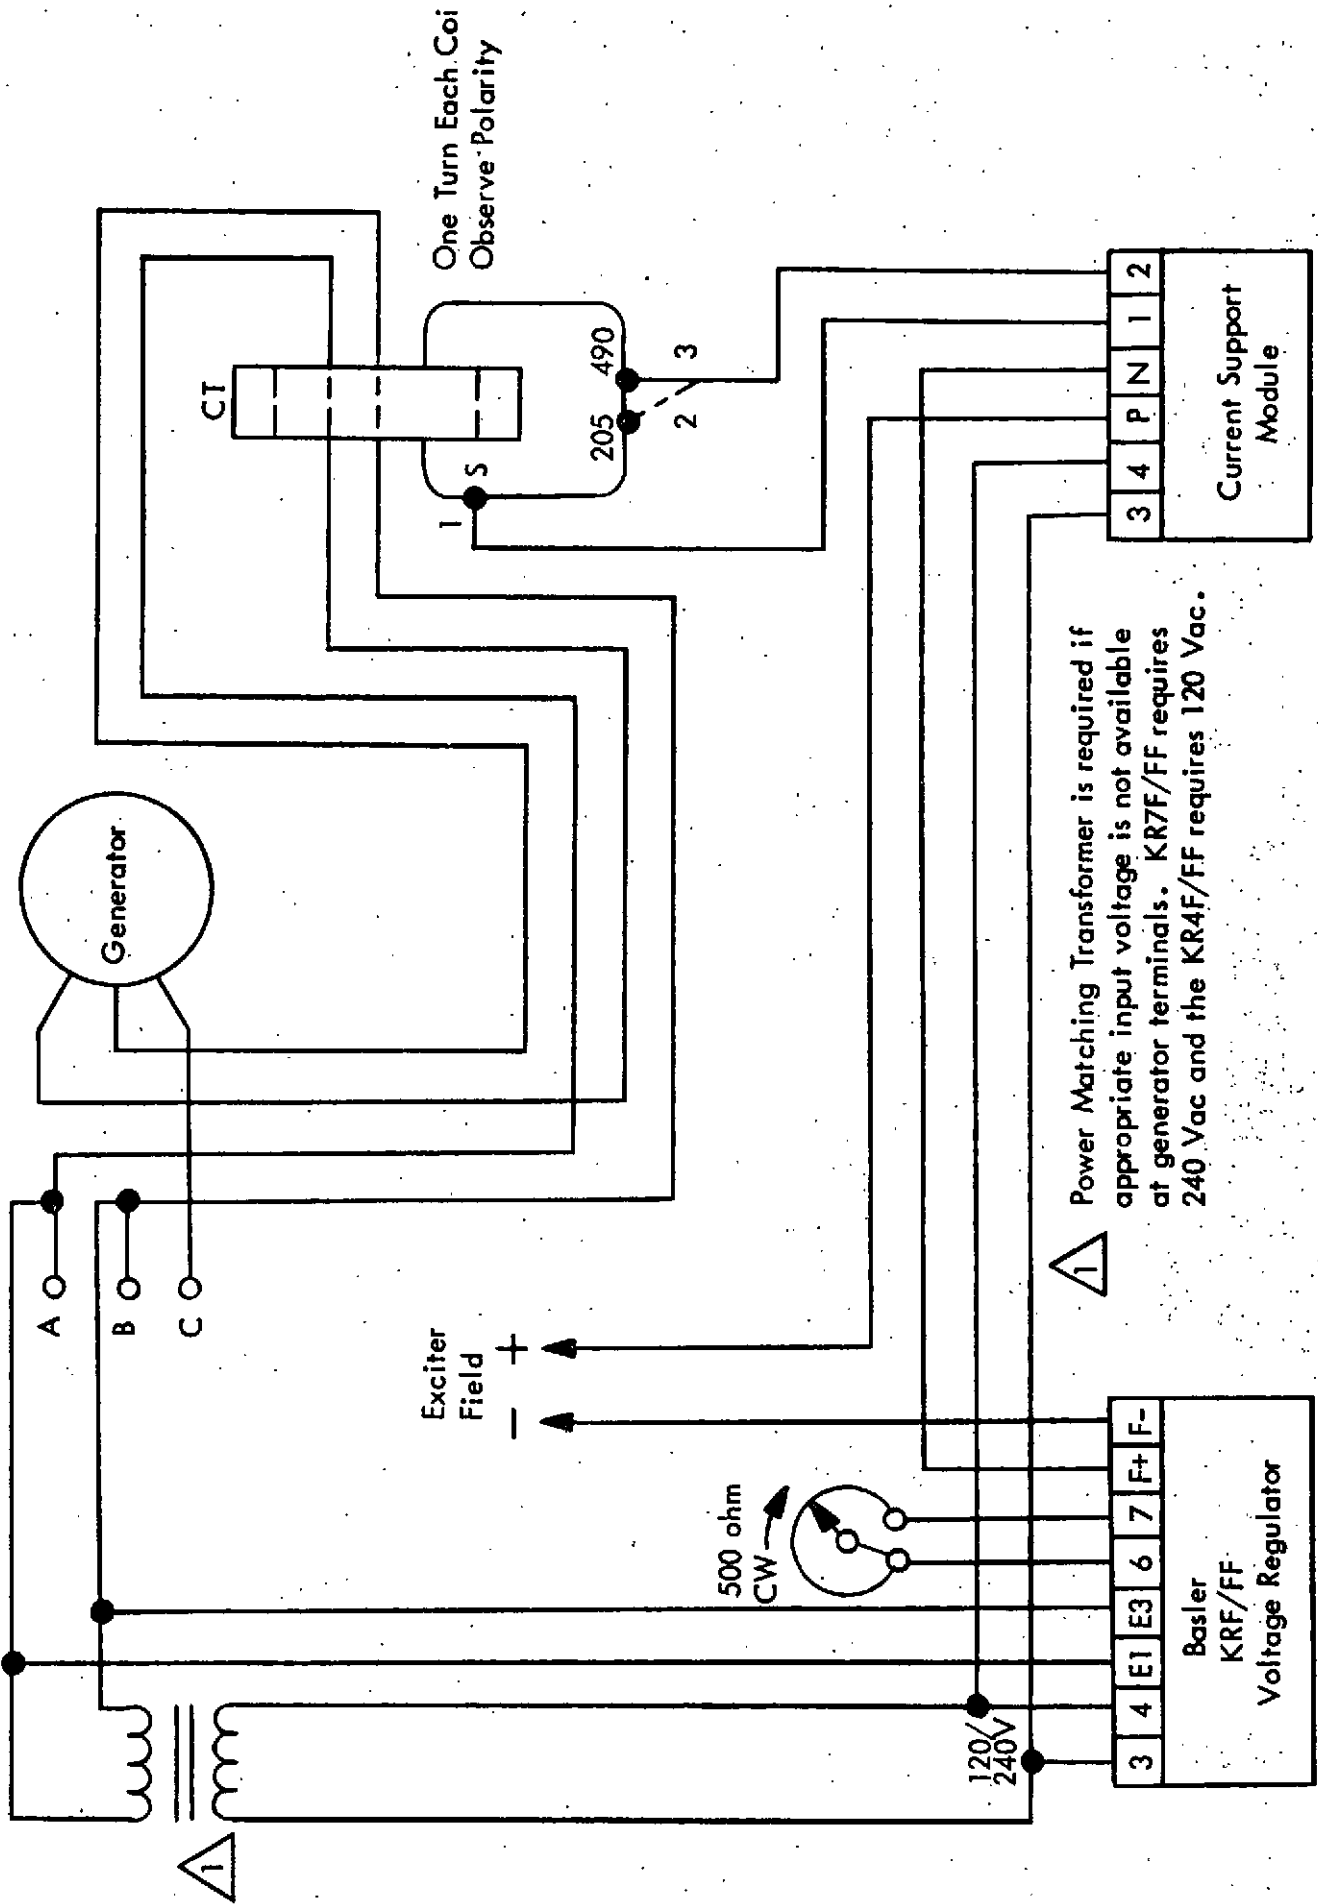 Generator
CT
One Turn Each Coi
Observe Polarity
A
B
C
1
S
205
490
2
3
Exciter
Field
-
+
500 ohm
CW
120/
240V
1
1
Power Matching Transformer is required if
appropriate input voltage is not available
at generator terminals. KR7F/FF requires
240 Vac and the KR4F/FF requires 120 Vac.
3 4 E1 E3 6 7 F+ F-
Basler
KRF/FF
Voltage Regulator
3 4 P N 1 2
Current Support
Module